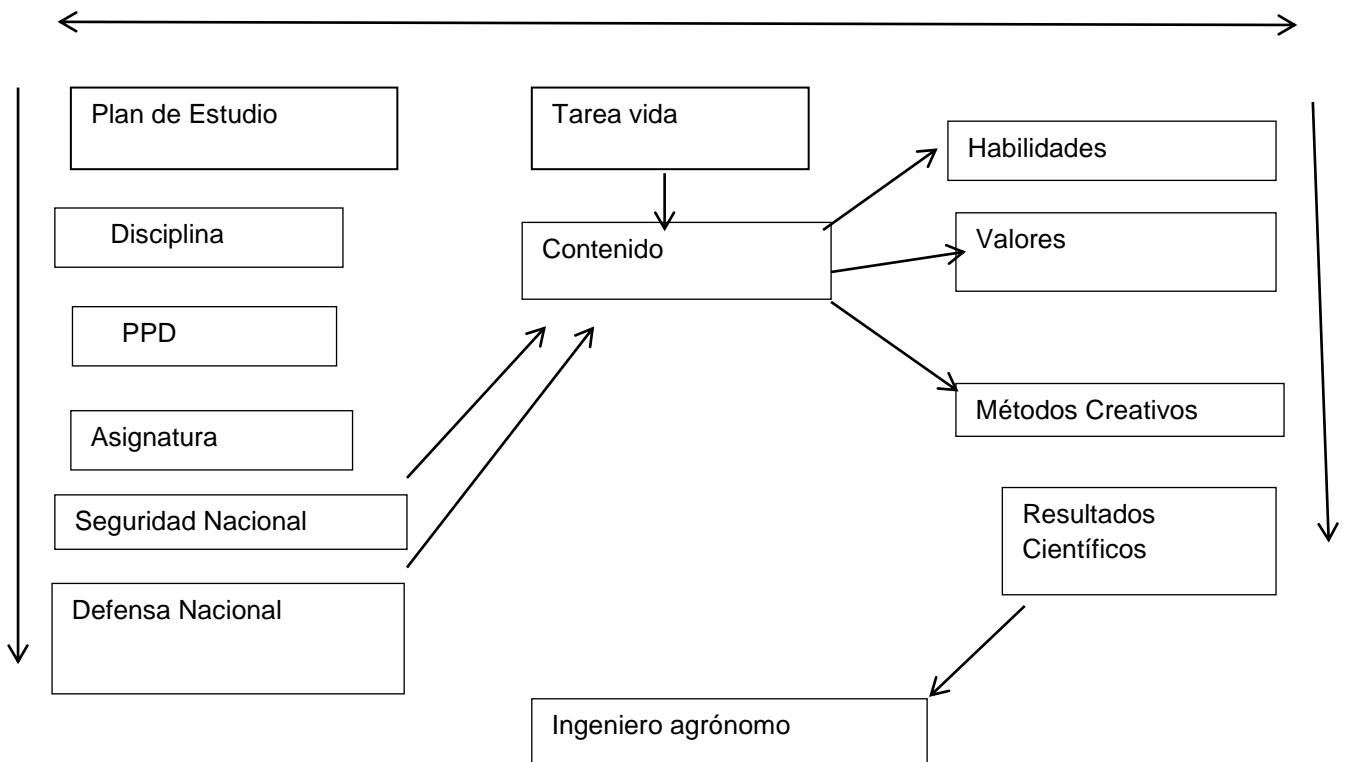 Plan de Estudio
Disciplina
PPD
Asignatura
Seguridad Nacional
Defensa Nacional
Tarea vida
Contenido
Habilidades
Valores
Métodos Creativos
Resultados
Científicos
Ingeniero agrónomo